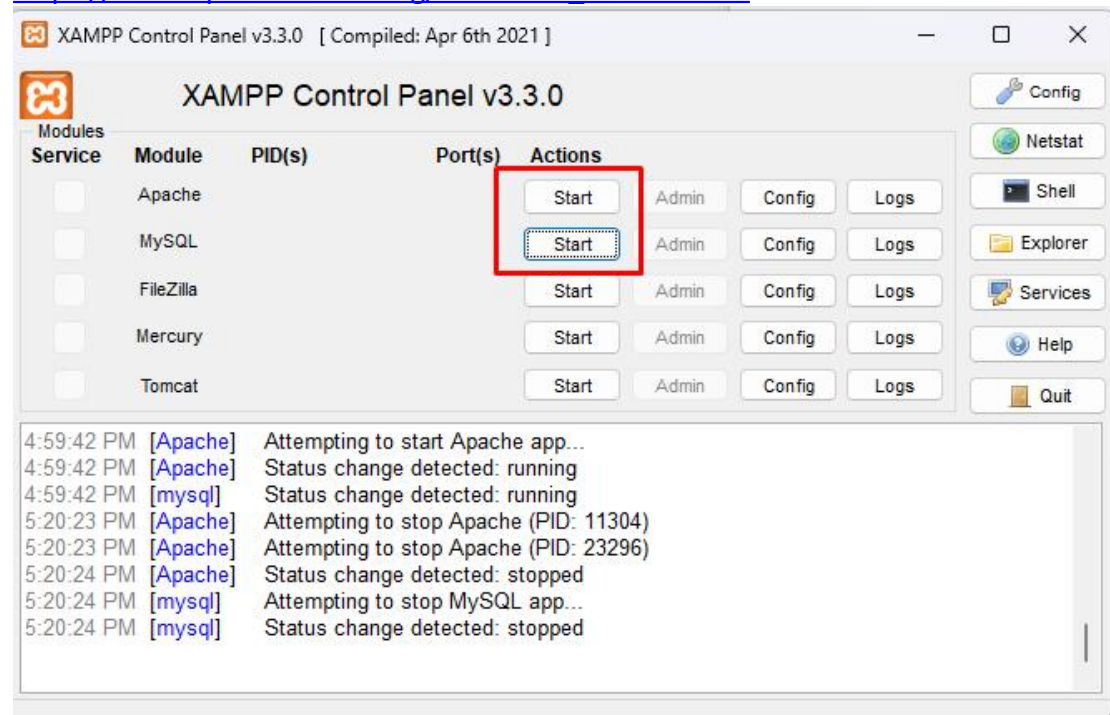 XAMPP Control Panel v3.3.0 [ Compiled: Apr 6th 2021 ]
XAMPP Control Panel v3.3.0
Config
Modules
Service Module PID(s) Port(s) Actions
Netstat
Apache Start Admin Config Logs
Shell
MySQL Start Admin Config Logs
Explorer
FileZilla Start Admin Config Logs
Services
Mercury Start Admin Config Logs
Help
Tomcat Start Admin Config Logs
Quit
4:59:42 PM [Apache] Attempting to start Apache app...
4:59:42 PM [Apache] Status change detected: running
4:59:42 PM [mysql] Status change detected: running
5:20:23 PM [Apache] Attempting to stop Apache (PID: 11304)
5:20:23 PM [Apache] Attempting to stop Apache (PID: 23296)
5:20:24 PM [Apache] Status change detected: stopped
5:20:24 PM [mysql] Attempting to stop MySQL app...
5:20:24 PM [mysql] Status change detected: stopped